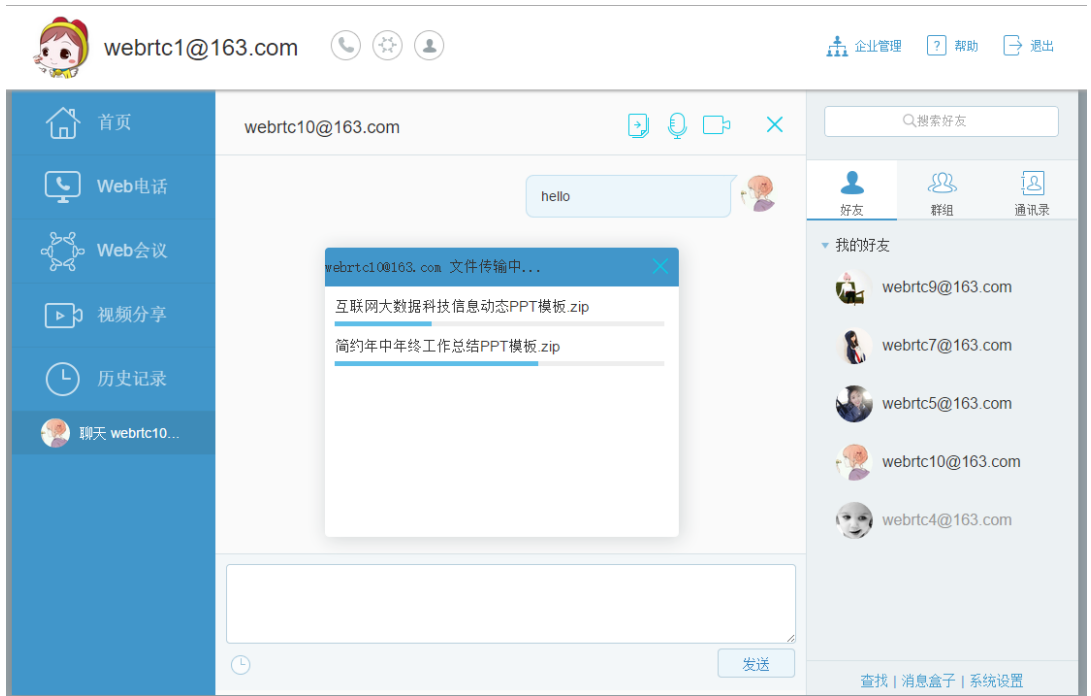 webrtc1@163.com
企业管理
? 帮助
退出
首页
Web电话
Web会议
视频分享
历史记录
聊天 webrtc10...
webrtc10@163.com
hello
webrtc10@163.com 文件传输中...
互联网大数据科技信息动态PPT模板.zip
简约年中年终工作总结PPT模板.zip
发送
搜索好友
好友
群组
通讯录
我的好友
webrtc9@163.com
webrtc7@163.com
webrtc5@163.com
webrtc10@163.com
webrtc4@163.com
查找 | 消息盒子 | 系统设置